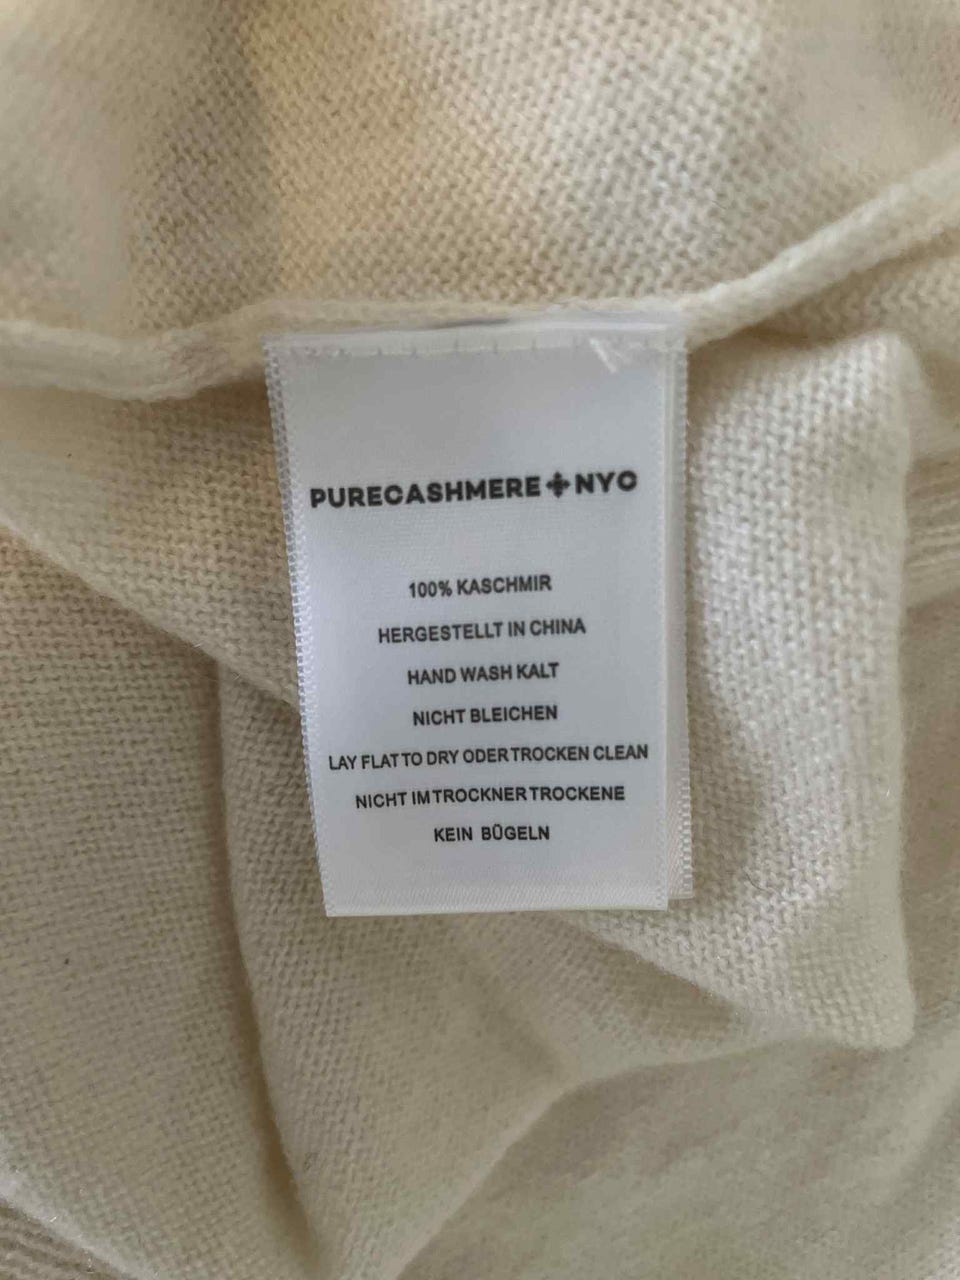 PURECASHMERE✣NYC
100% KASCHMIR
HERGESTELLT IN CHINA
HAND WASH KALT
NICHT BLEICHEN
LAY FLAT TO DRY ODER TROCKEN CLEAN
NICHT IM TROCKNER TROCKENE
KEIN BÜGELN